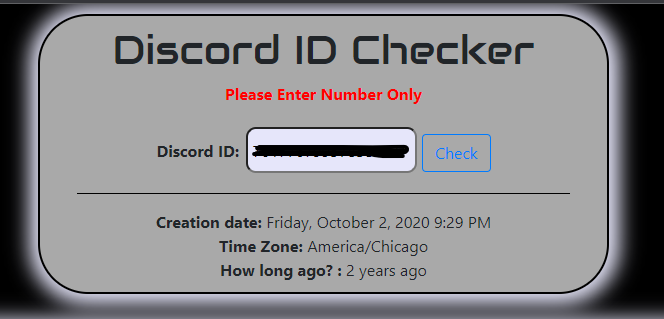 Discord ID Checker
Please Enter Number Only
Discord ID: Check
Creation date: Friday, October 2, 2020 9:29 PM
Time Zone: America/Chicago
How long ago? : 2 years ago